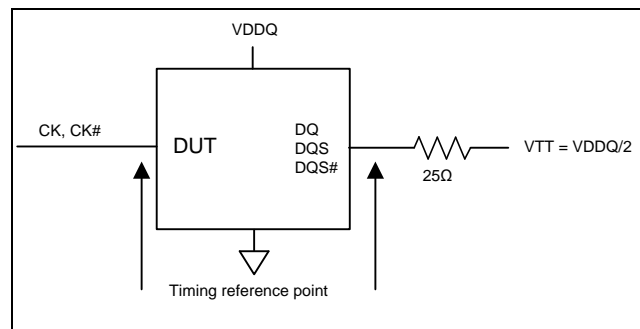 VDDQ
CK, CK#
DUT
DQ
DQS
DQS#
VTT = VDDQ/2
25Ω
Timing reference point